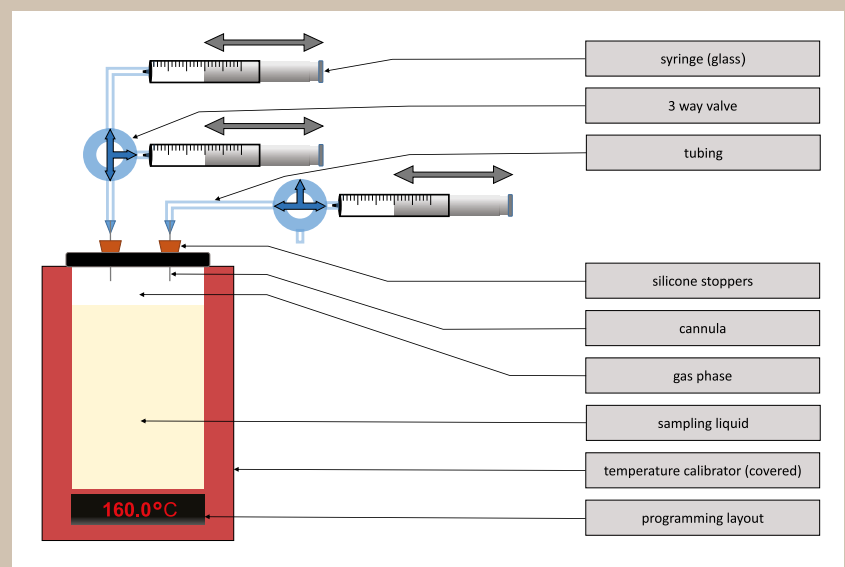 syringe (glass)
3 way valve
tubing
silicone stoppers
cannula
gas phase
sampling liquid
temperature calibrator (covered)
programming layout
160.0°C